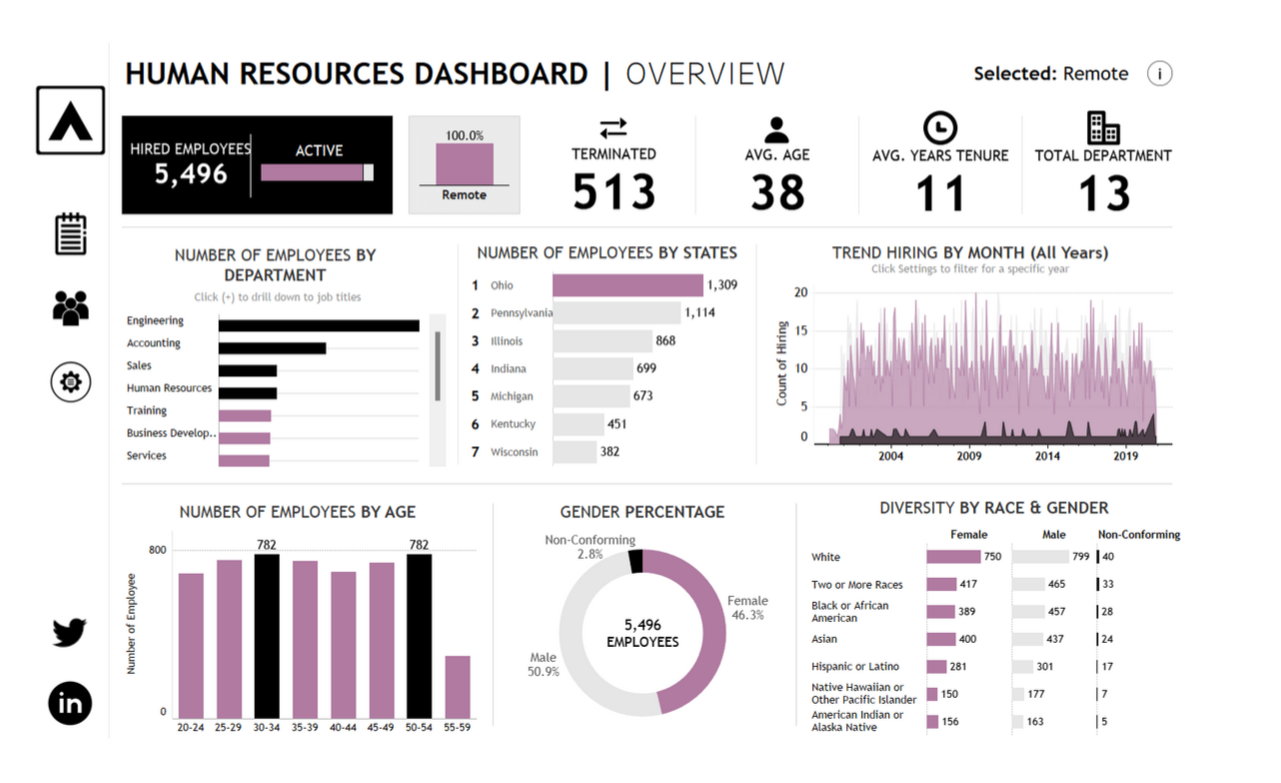 HUMAN RESOURCES DASHBOARD | OVERVIEW
Selected: Remote
i
HIRED EMPLOYEES
5,496
ACTIVE
100.0%
Remote
TERMINATED
513
AVG. AGE
38
AVG. YEARS TENURE
11
TOTAL DEPARTMENT
13
NUMBER OF EMPLOYEES BY
DEPARTMENT
Click (+) to drill down to job titles
Engineering
Accounting
Sales
Human Resources
Training
Business Develop..
Services
NUMBER OF EMPLOYEES BY STATES
1 Ohio 1,309
2 Pennsylvania 1,114
3 Illinois 868
4 Indiana 699
5 Michigan 673
6 Kentucky 451
7 Wisconsin 382
TREND HIRING BY MONTH (All Years)
Click Settings to filter for a specific year
Count of Hiring
20
15
10
5
0
2004 2009 2014 2019
NUMBER OF EMPLOYEES BY AGE
Number of Employee
800
0
782 782
20-24 25-29 30-34 35-39 40-44 45-49 50-54 55-59
GENDER PERCENTAGE
Non-Conforming
2.8%
Female
46.3%
5,496
EMPLOYEES
Male
50.9%
DIVERSITY BY RACE & GENDER
Female Male Non-Conforming
White 750 799 40
Two or More Races 417 465 33
Black or African
American 389 457 28
Asian 400 437 24
Hispanic or Latino 281 301 17
Native Hawaiian or
Other Pacific Islander 150 177 7
American Indian or
Alaska Native 156 163 5
in